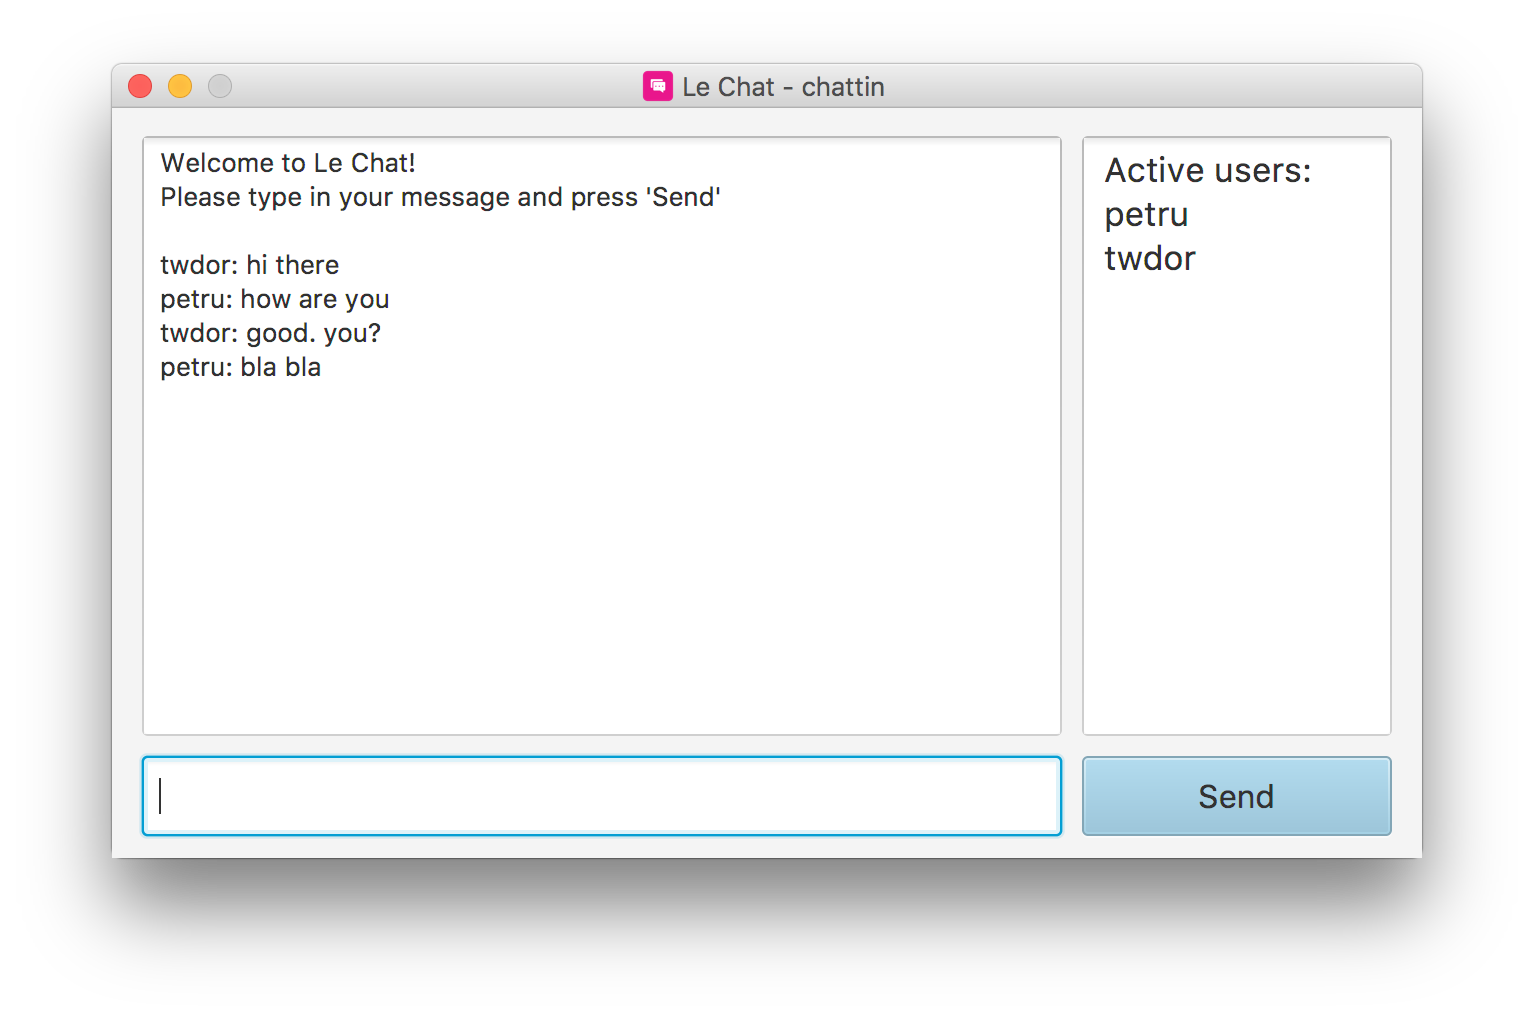 Le Chat - chattin
Welcome to Le Chat!
Please type in your message and press 'Send'
twdor: hi there
petru: how are you
twdor: good. you?
petru: bla bla
Active users:
petru
twdor
Send